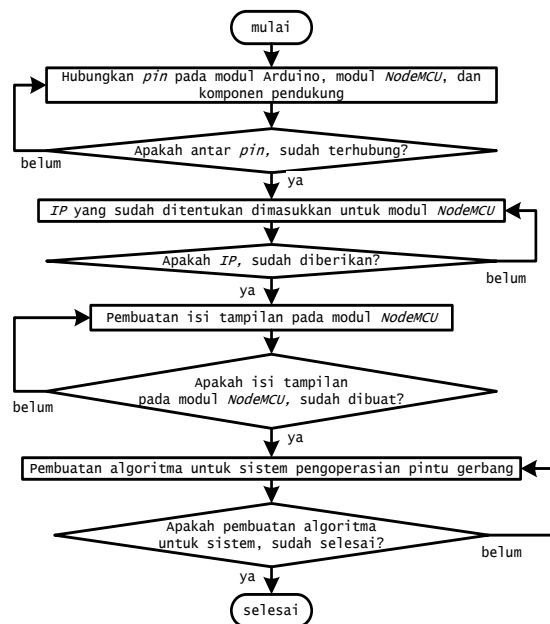 mulai
Hubungkan pin pada modul Arduino, modul NodeMCU, dan
komponen pendukung
Apakah antar pin, sudah terhubung?
belum
ya
IP yang sudah ditentukan dimasukkan untuk modul NodeMCU
Apakah IP, sudah diberikan?
belum
ya
Pembuatan isi tampilan pada modul NodeMCU
Apakah isi tampilan
pada modul NodeMCU, sudah dibuat?
belum
ya
Pembuatan algoritma untuk sistem pengoperasian pintu gerbang
Apakah pembuatan algoritma
untuk sistem, sudah selesai?
belum
ya
selesai